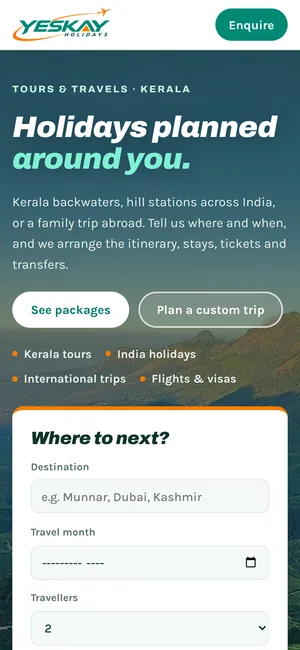 YESKAY
HOLIDAYS
Enquire
TOURS & TRAVELS · KERALA
Holidays planned
around you.
Kerala backwaters, hill stations across India,
or a family trip abroad. Tell us where and when,
and we arrange the itinerary, stays, tickets and
transfers.
See packages
Plan a custom trip
Kerala tours
India holidays
International trips
Flights & visas
Where to next?
Destination
e.g. Munnar, Dubai, Kashmir
Travel month
--------- ----
Travellers
2